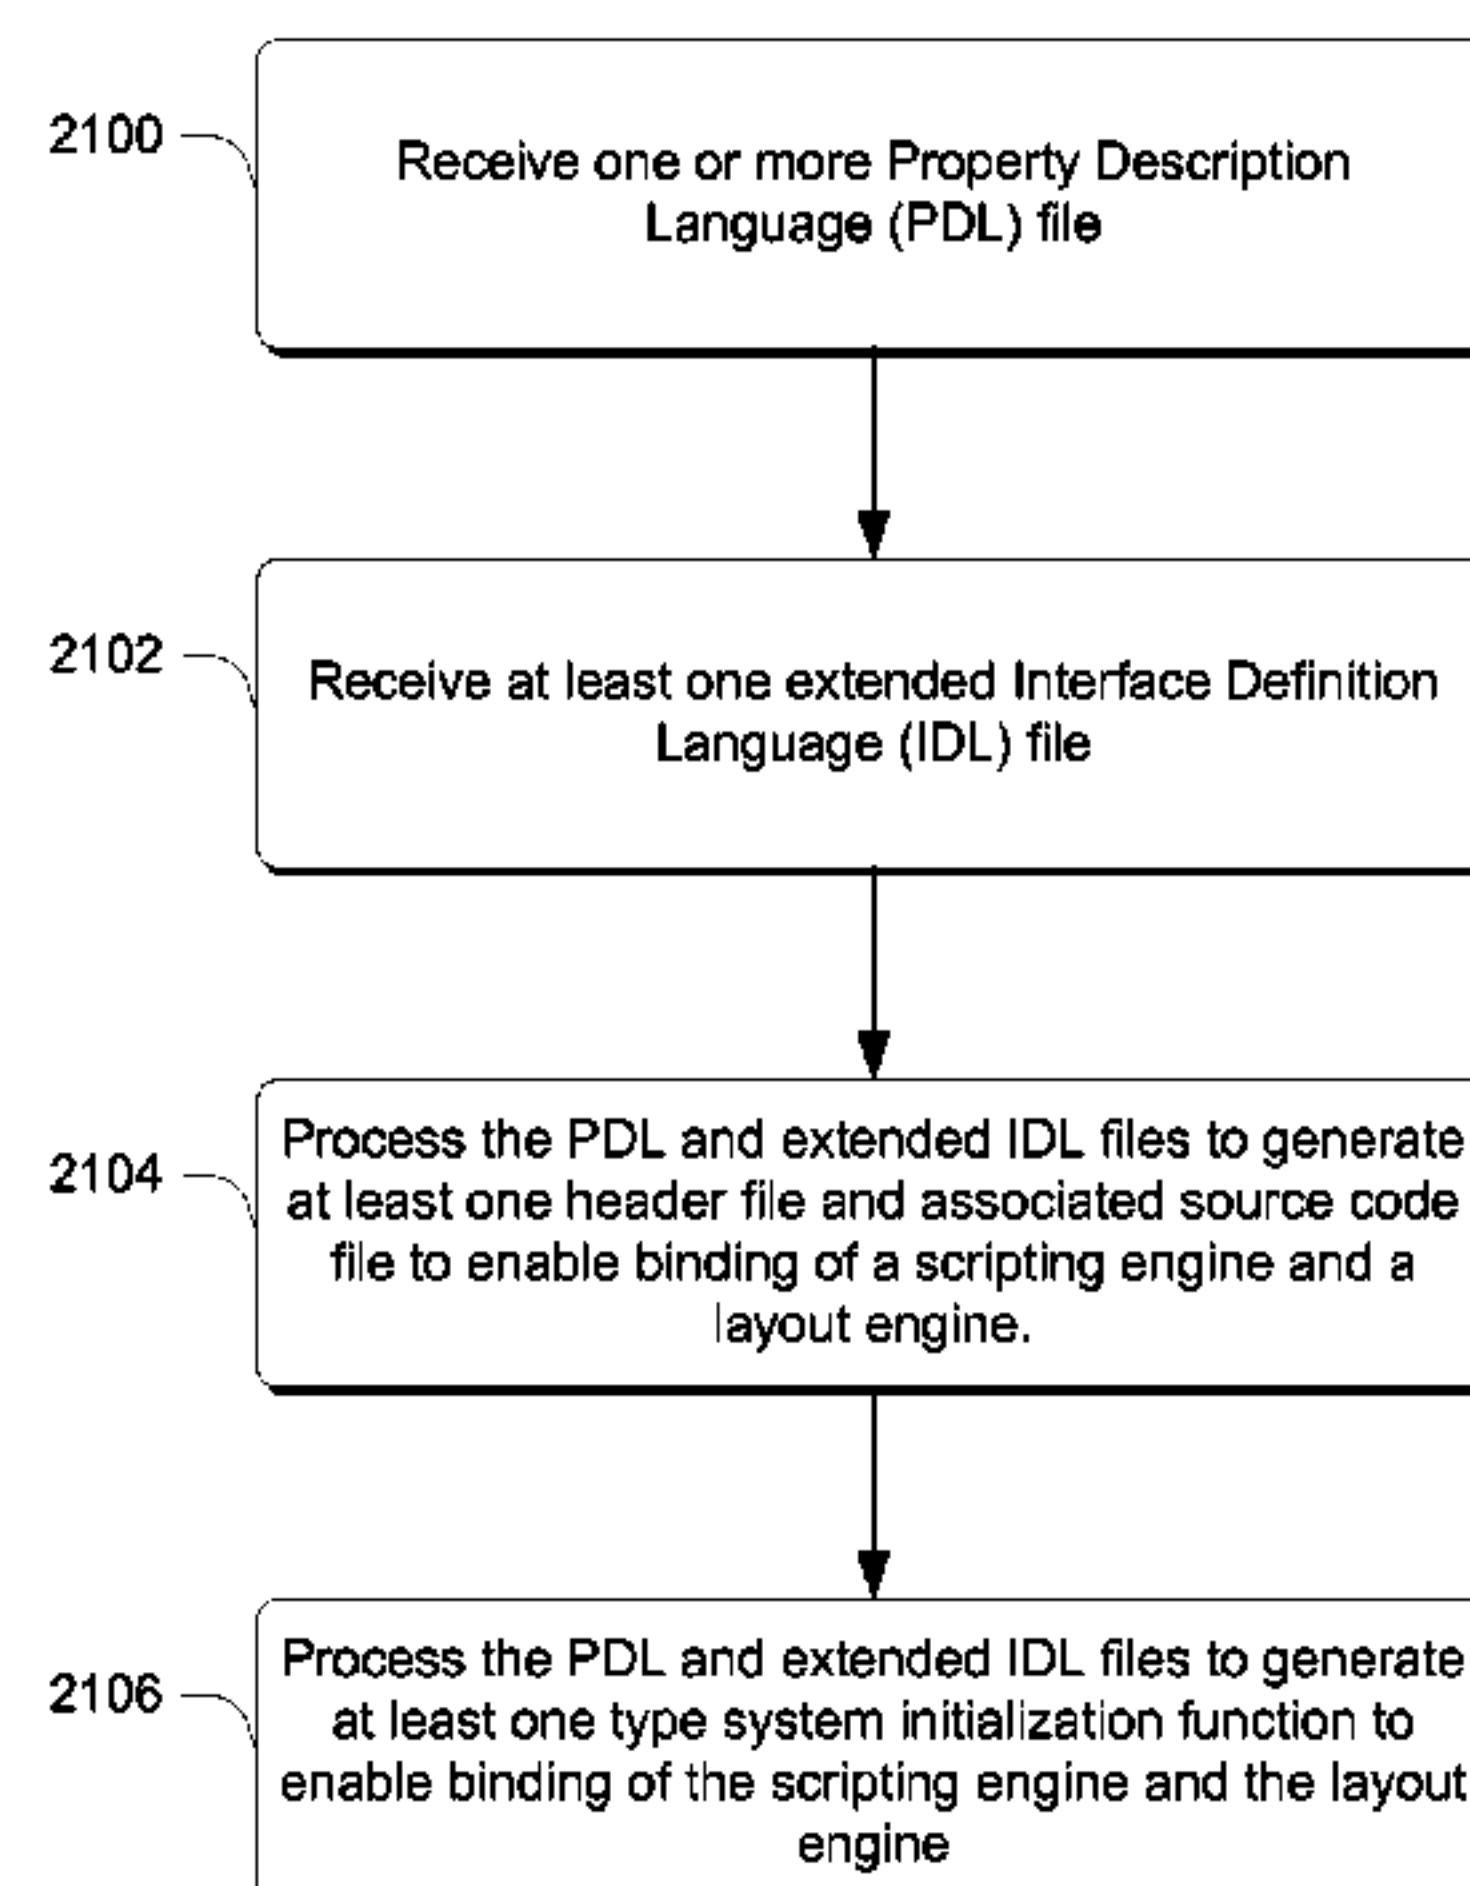 2100
Receive one or more Property Description
Language (PDL) file
2102
Receive at least one extended Interface Definition
Language (IDL) file
2104
Process the PDL and extended IDL files to generate
at least one header file and associated source code
file to enable binding of a scripting engine and a
layout engine.
2106
Process the PDL and extended IDL files to generate
at least one type system initialization function to
enable binding of the scripting engine and the layout
engine